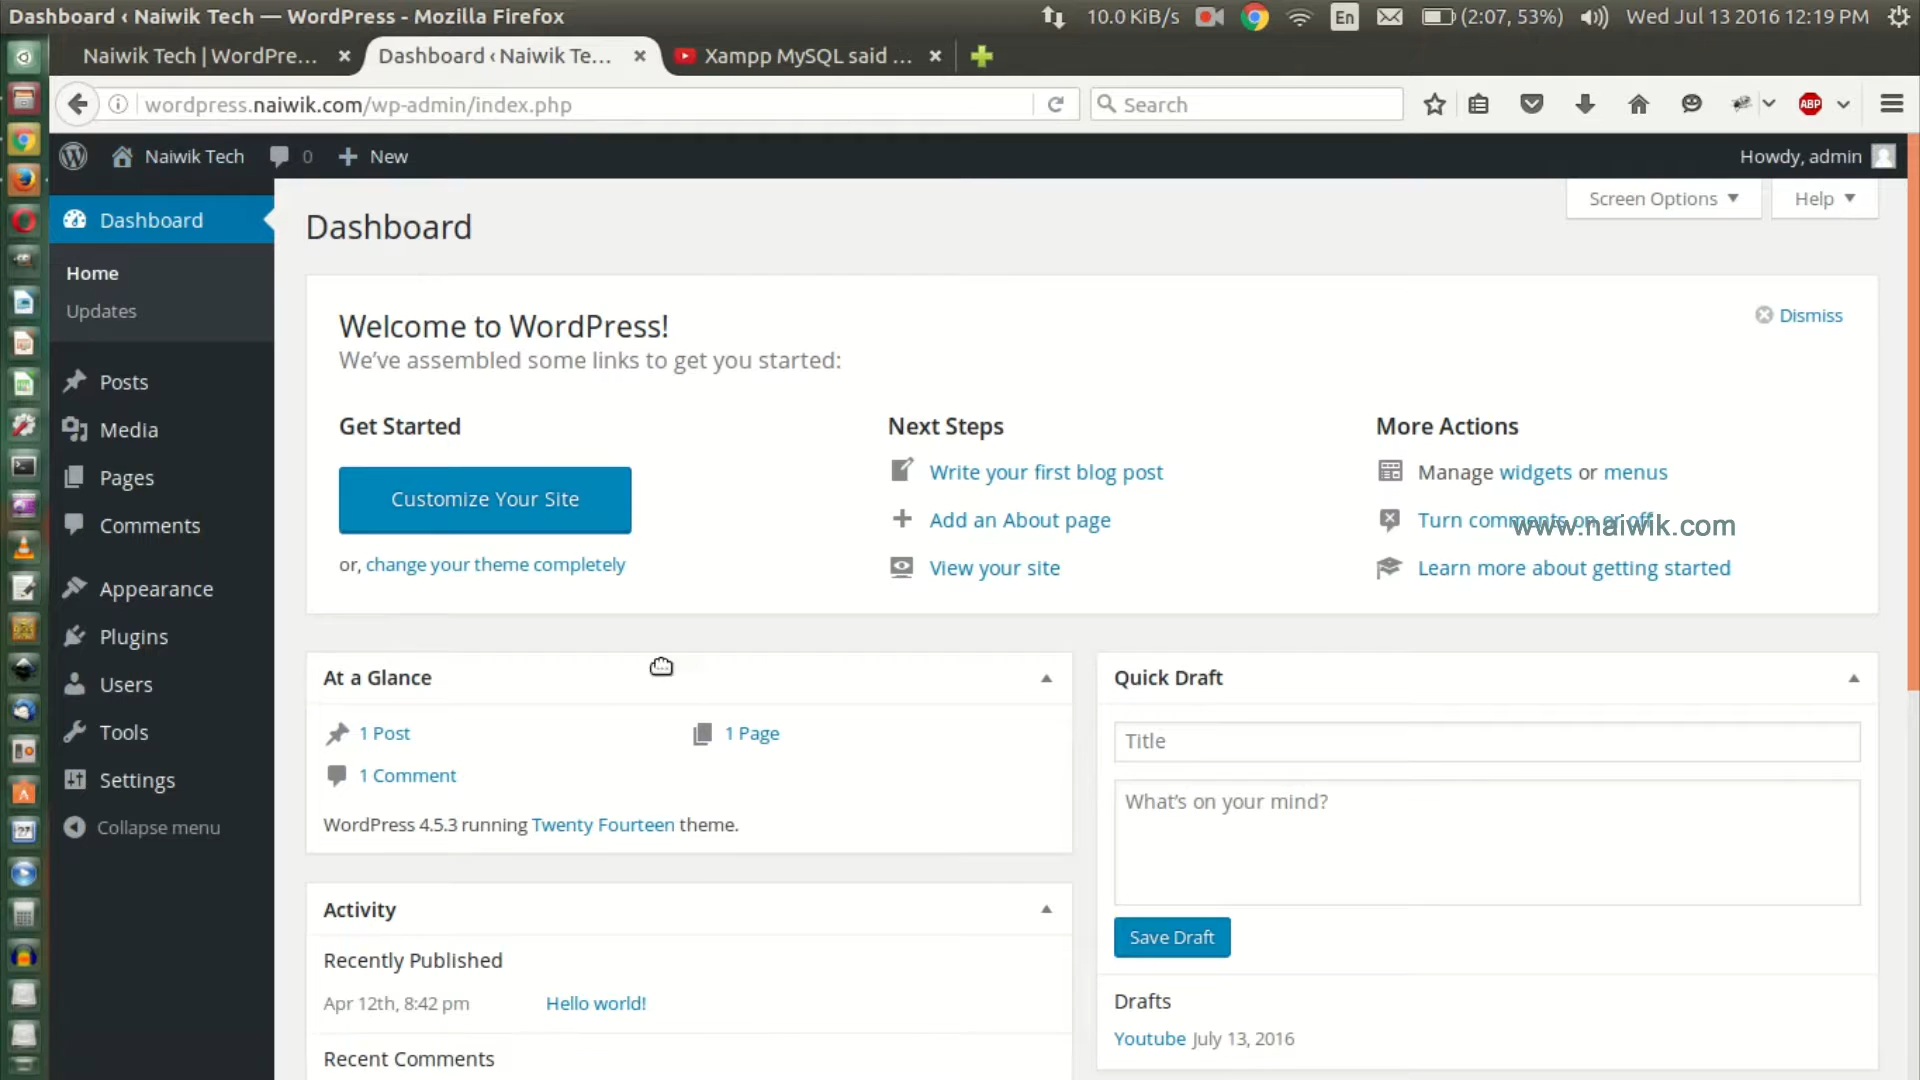 Dashboard ‹ Naiwik Tech — WordPress - Mozilla Firefox
10.0 KiB/s
En
(2:07, 53%)
Wed Jul 13 2016 12:19 PM
Naiwik Tech | WordPre...
Dashboard ‹ Naiwik Te...
Xampp MySQL said ...
wordpress.naiwik.com/wp-admin/index.php
Search
ABP
Naiwik Tech
0
New
Howdy, admin
Dashboard
Home
Updates
Posts
Media
Pages
Comments
Appearance
Plugins
Users
Tools
Settings
Collapse menu
Screen Options
Help
Dashboard
Welcome to WordPress!
We've assembled some links to get you started:
Dismiss
Get Started
Customize Your Site
or, change your theme completely
Next Steps
Write your first blog post
Add an About page
View your site
More Actions
Manage widgets or menus
Turn comments on or off
www.naiwik.com
Learn more about getting started
At a Glance
1 Post
1 Page
1 Comment
WordPress 4.5.3 running Twenty Fourteen theme.
Activity
Recently Published
Apr 12th, 8:42 pm
Hello world!
Recent Comments
Quick Draft
Title
What's on your mind?
Save Draft
Drafts
Youtube July 13, 2016